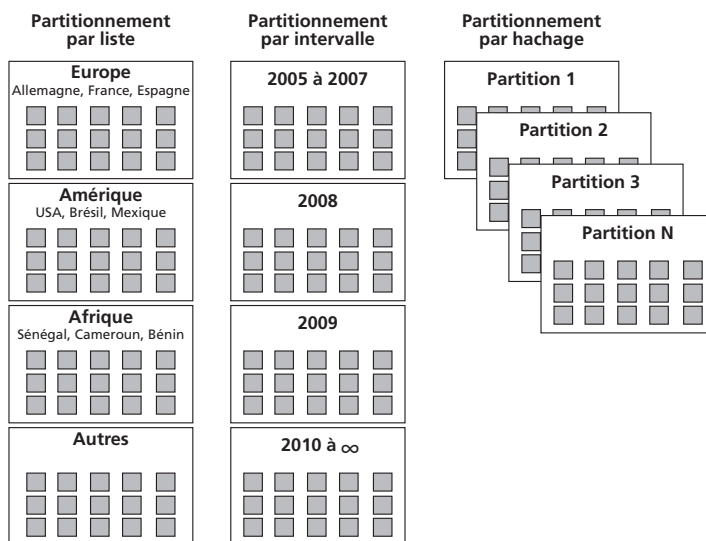 Partitionnement
par liste
Europe
Allemagne, France, Espagne
Amérique
USA, Brésil, Mexique
Afrique
Sénégal, Cameroun, Bénin
Autres
Partitionnement
par intervalle
2005 à 2007
2008
2009
2010 à ∞
Partitionnement
par hachage
Partition 1
Partition 2
Partition 3
Partition N